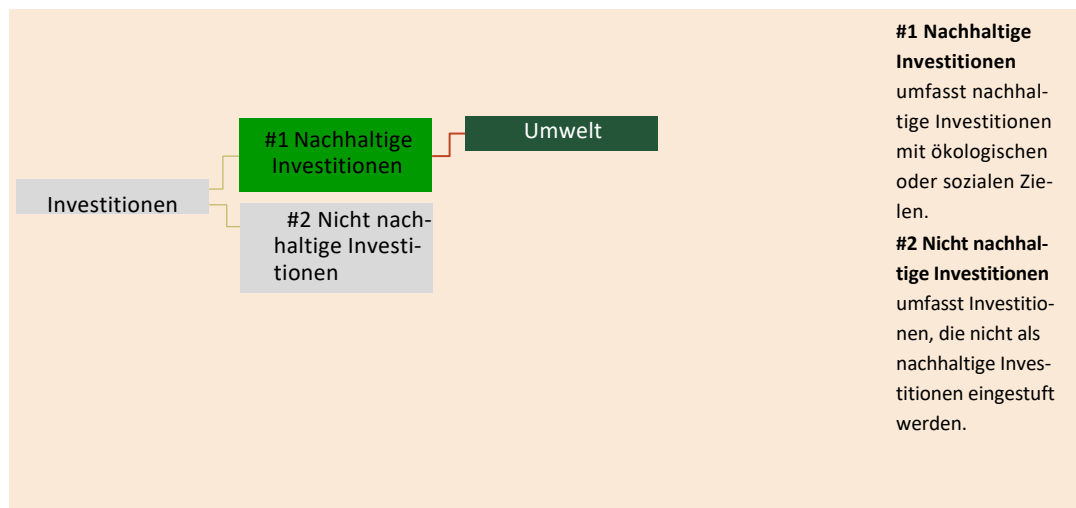 Investitionen
#1 Nachhaltige
Investitionen
Umwelt
#2 Nicht nach-
haltige Investi-
tionen
#1 Nachhaltige
Investitionen
umfasst nachhal-
tige Investitionen
mit ökologischen
oder sozialen Zie-
len.
#2 Nicht nachhal-
tige Investitionen
umfasst Investitio-
nen, die nicht als
nachhaltige Inves-
titionen eingestuft
werden.